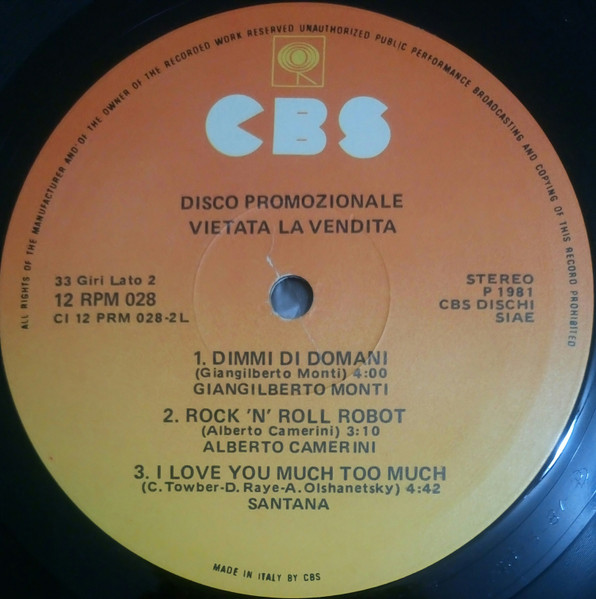 ALL RIGHTS OF THE MANUFACTURER AND OF THE OWNER OF THE RECORDED WORK RESERVED UNAUTHORIZED PUBLIC PERFORMANCE BROADCASTING AND COPYING OF THIS RECORD PROHIBITED
CBS
DISCO PROMOZIONALE
VIETATA LA VENDITA
33 Giri Lato 2
12 RPM 028
CI 12 PRM 028-2L
STEREO
P 1981
CBS DISCHI
SIAE
1. DIMMI DI DOMANI
(Giangilberto Monti) 4:00
GIANGILBERTO MONTI
2. ROCK 'N' ROLL ROBOT
(Alberto Camerini) 3:10
ALBERTO CAMERINI
3. I LOVE YOU MUCH TOO MUCH
(C. Towber-D. Raye-A. Olshanetsky) 4:42
SANTANA
MADE IN ITALY BY CBS